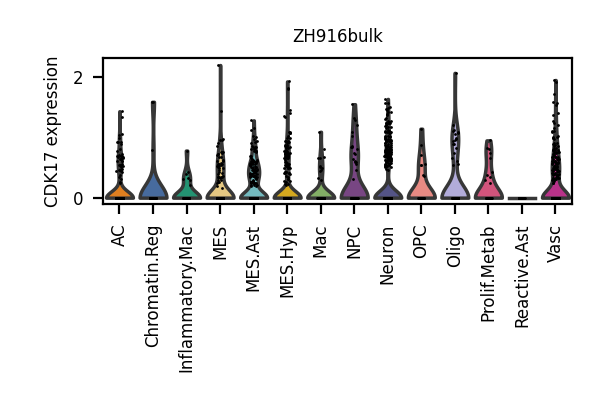 ZH916bulk
CDK17 expression
2
0
AC
Chromatin.Reg
Inflammatory.Mac
MES
MES.Ast
MES.Hyp
Mac
NPC
Neuron
OPC
Oligo
Prolif.Metab
Reactive.Ast
Vasc